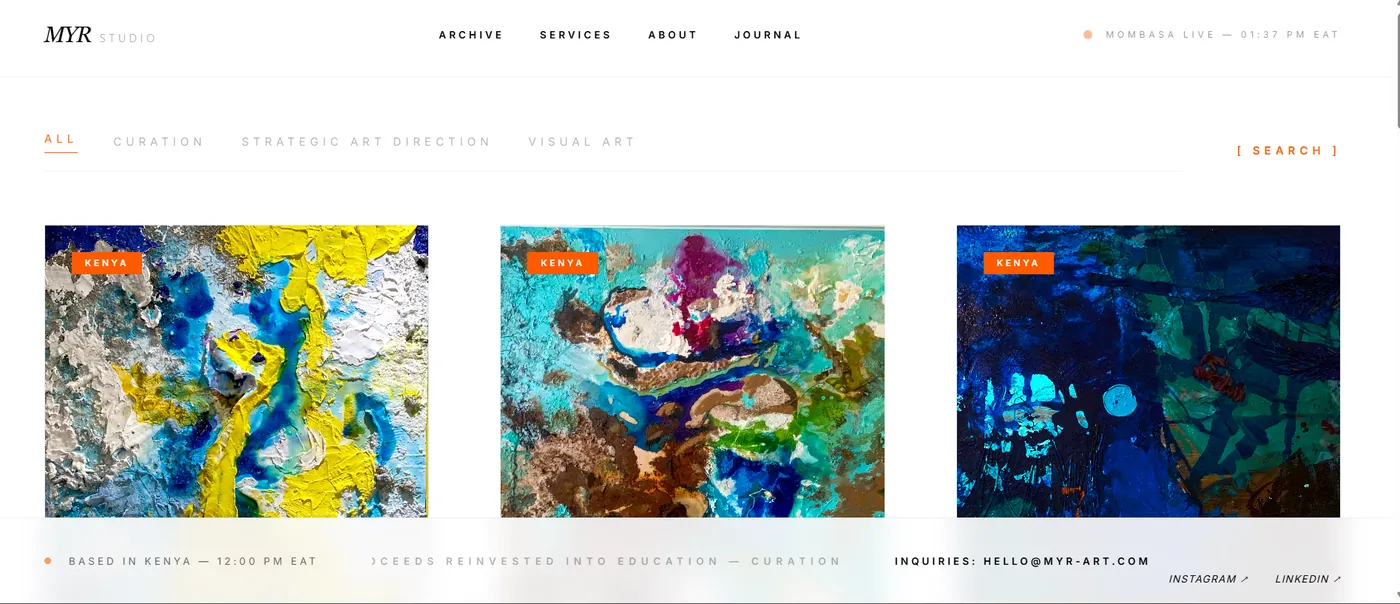 MYR STUDIO
ARCHIVE SERVICES ABOUT JOURNAL
MOMBASA LIVE — 01:37 PM EAT
ALL CURATION STRATEGIC ART DIRECTION VISUAL ART
[ SEARCH ]
KENYA
KENYA
KENYA
BASED IN KENYA — 12:00 PM EAT
CEEDS REINVESTED INTO EDUCATION — CURATION
INQUIRIES: HELLO@MYR-ART.COM
INSTAGRAM ↗ LINKEDIN ↗